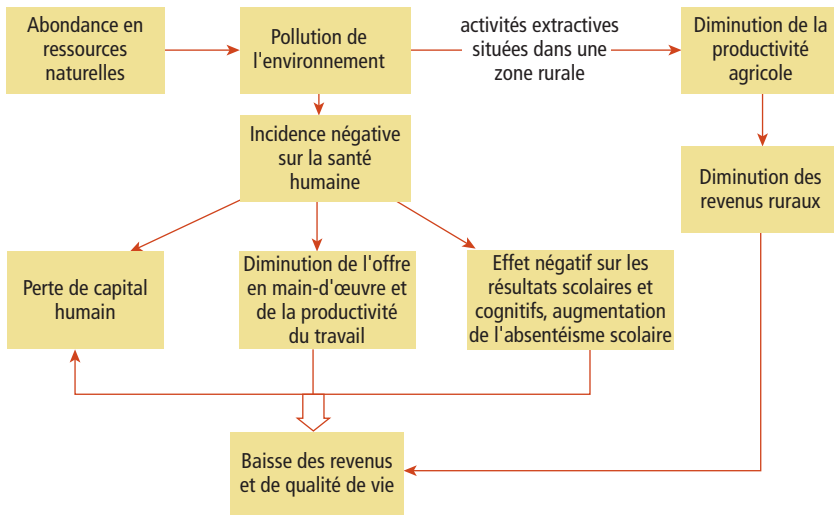 Abondance en
ressources
naturelles
Pollution de
l'environnement
activités extractives
situées dans une
zone rurale
Diminution de la
productivité
agricole
Incidence négative
sur la santé
humaine
Diminution des
revenus ruraux
Perte de capital
humain
Diminution de l'offre
en main-d'œuvre et
de la productivité
du travail
Effet négatif sur les
résultats scolaires et
cognitifs, augmentation
de l'absentéisme scolaire
Baisse des revenus
et de qualité de vie